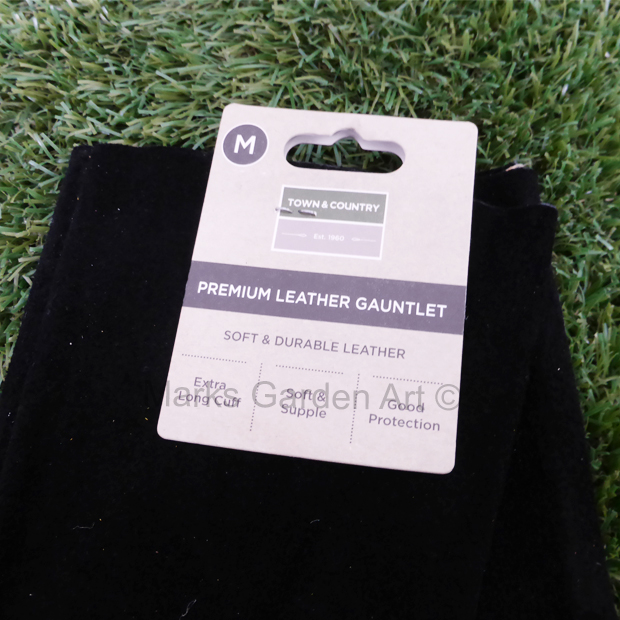 M
TOWN & COUNTRY
Est. 1960
PREMIUM LEATHER GAUNTLET
SOFT & DURABLE LEATHER
Extra
Long Cuff
Soft &
Supple
Good
Protection
Marks Garden Art ©